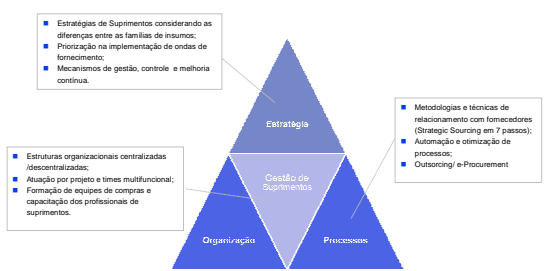 Estratégias de Suprimentos considerando as
diferenças entre as famílias de insumos;
Priorização na implementação de ondas de
fornecimento;
Mecanismos de gestão, controle e melhoria
contínua.
Metodologias e técnicas de
relacionamento com fornecedores
(Strategic Sourcing em 7 passos);
Automação e otimização de
processos;
Outsorcing/ e-Procurement
Estratégia
Estruturas organizacionais centralizadas
/descentralizadas;
Atuação por projeto e times multifuncional;
Formação de equipes de compras e
capacitação dos profissionais de
suprimentos.
Gestão de
Suprimentos
Organização
Processos